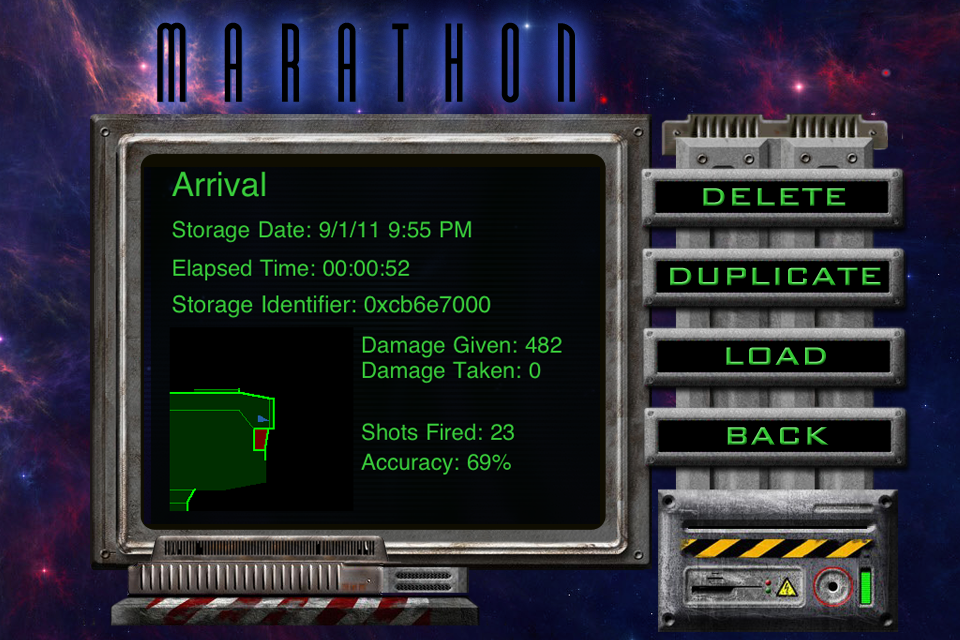 MARATHON
Arrival
Storage Date: 9/1/11 9:55 PM
Elapsed Time: 00:00:52
Storage Identifier: 0xcb6e7000
Damage Given: 482
Damage Taken: 0
Shots Fired: 23
Accuracy: 69%
DELETE
DUPLICATE
LOAD
BACK